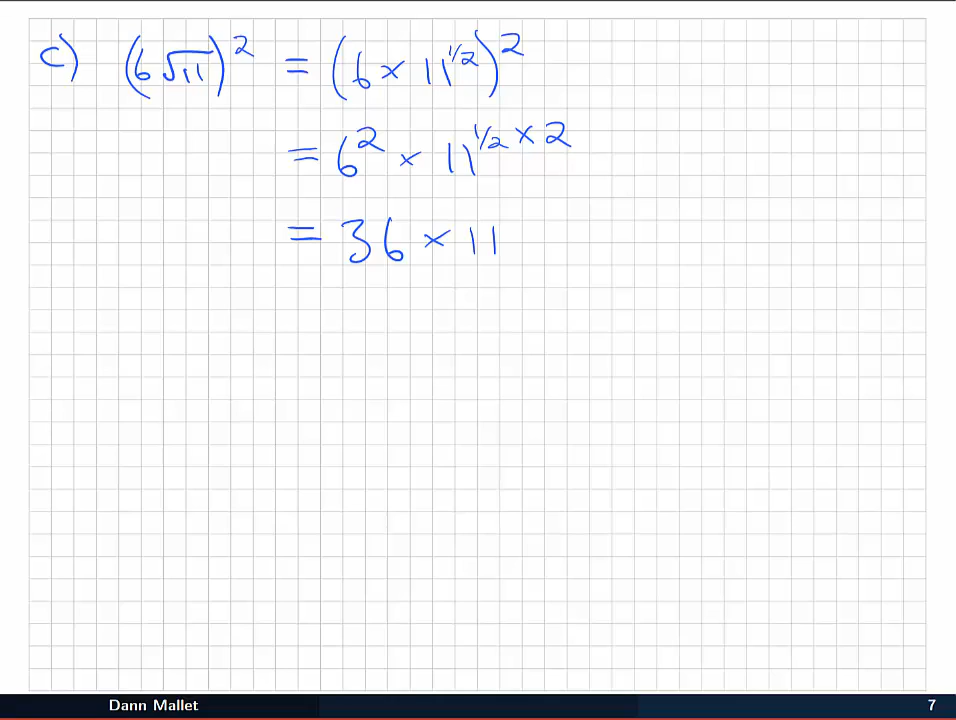 c) (6√11)² = (6 × 11^{1/2})²
= 6² × 11^{1/2 × 2}
= 36 × 11
Dann Mallet 7